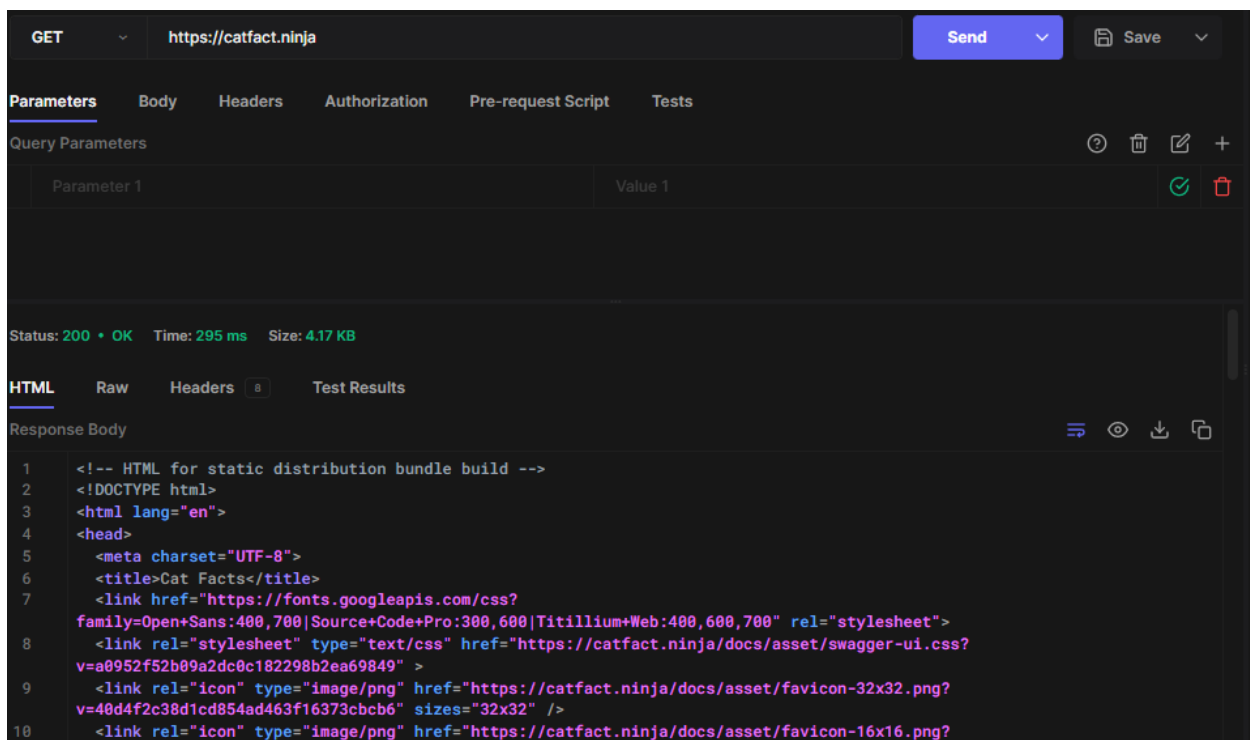 GET https://catfact.ninja Send Save
Parameters Body Headers Authorization Pre-request Script Tests
Query Parameters
Parameter 1 Value 1
Status: 200 • OK Time: 295 ms Size: 4.17 KB
HTML Raw Headers 8 Test Results
Response Body
1 <!-- HTML for static distribution bundle build -->
2 <!DOCTYPE html>
3 <html lang="en">
4 <head>
5 <meta charset="UTF-8">
6 <title>Cat Facts</title>
7 <link href="https://fonts.googleapis.com/css?
family=Open+Sans:400,700|Source+Code+Pro:300,600|Titillium+Web:400,600,700" rel="stylesheet">
8 <link rel="stylesheet" type="text/css" href="https://catfact.ninja/docs/asset/swagger-ui.css?
v=a0952f52b09a2dc0c182298b2ea69849" >
9 <link rel="icon" type="image/png" href="https://catfact.ninja/docs/asset/favicon-32x32.png?
v=40d4f2c38d1cd854ad463f16373cbcb6" sizes="32x32" />
10 <link rel="icon" type="image/png" href="https://catfact.ninja/docs/asset/favicon-16x16.png?